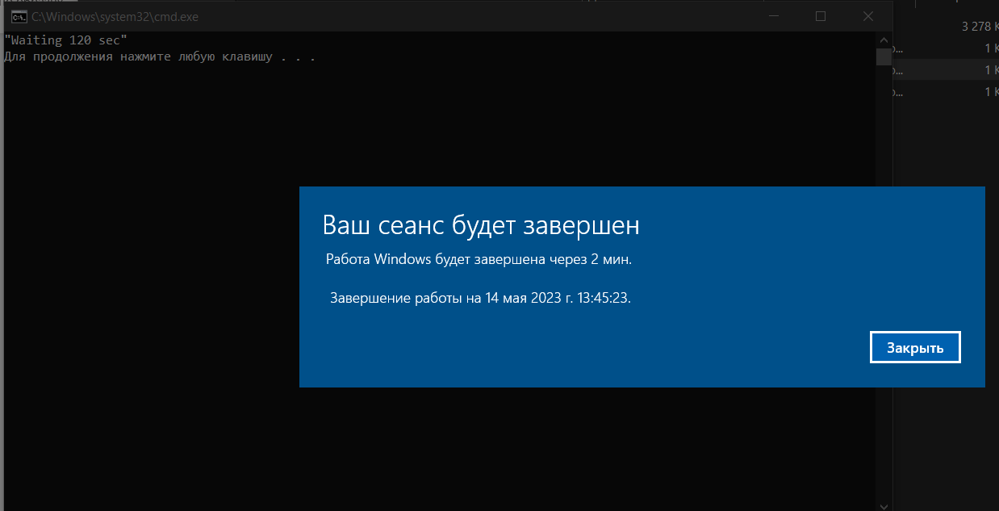 C:\Windows\system32\cmd.exe
"Waiting 120 sec"
Для продолжения нажмите любую клавишу . . .
3 278 K
1 K
1 K
1 K
Ваш сеанс будет завершен
Работа Windows будет завершена через 2 мин.
Завершение работы на 14 мая 2023 г. 13:45:23.
Закрыть